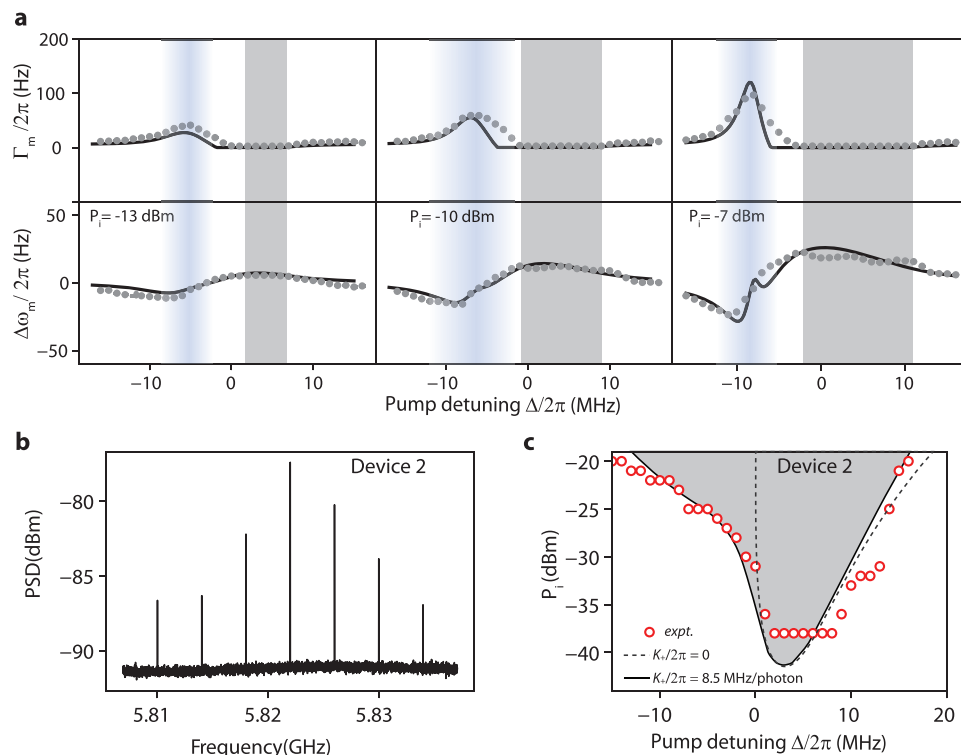 a
200
100
0
Γm/2π (Hz)
50
0
−50
Δωm/2π (Hz)
Pi= -13 dBm
Pi= -10 dBm
Pi= -7 dBm
−10 0 10 −10 0 10 −10 0 10
Pump detuning Δ/2π (MHz)
b
Device 2
−80
−85
−90
PSD(dBm)
5.81 5.82 5.83
Frequency(GHz)
c
Device 2
−20
−25
−30
−35
−40
Pi(dBm)
expt.
K+/2π = 0
K+/2π = 8.5 MHz/photon
−10 0 10 20
Pump detuning Δ/2π (MHz)